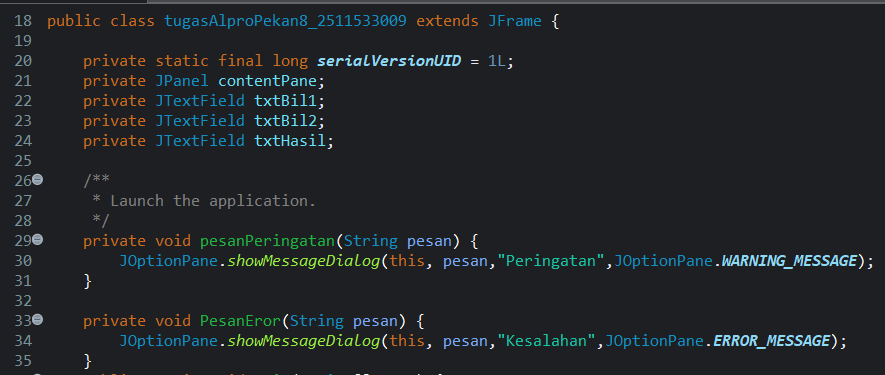 18 public class tugasAlproPekan8_2511533009 extends JFrame {
19
20     private static final long serialVersionUID = 1L;
21     private JPanel contentPane;
22     private JTextField txtBil1;
23     private JTextField txtBil2;
24     private JTextField txtHasil;
25
26     /**
27      * Launch the application.
28      */
29     private void pesanPeringatan(String pesan) {
30         JOptionPane.showMessageDialog(this, pesan,"Peringatan",JOptionPane.WARNING_MESSAGE);
31     }
32
33     private void PesanEror(String pesan) {
34         JOptionPane.showMessageDialog(this, pesan,"Kesalahan",JOptionPane.ERROR_MESSAGE);
35     }